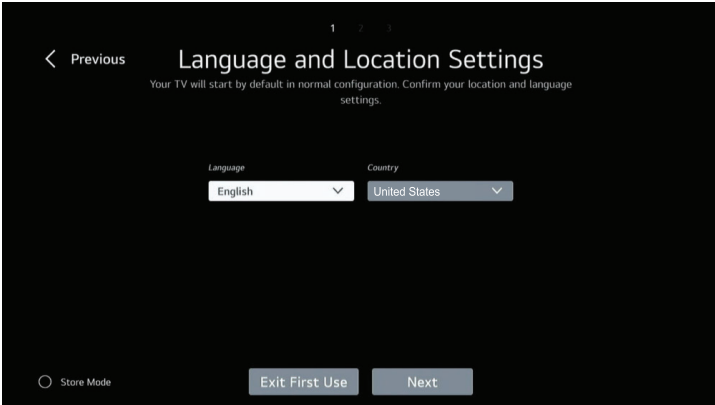 1 2 3
Previous
Language and Location Settings
Your TV will start by default in normal configuration. Confirm your location and language
settings.
Language
Country
English
United States
Store Mode
Exit First Use
Next